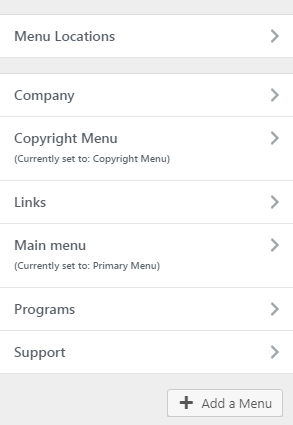 Menu Locations
Company
Copyright Menu
(Currently set to: Copyright Menu)
Links
Main menu
(Currently set to: Primary Menu)
Programs
Support
Add a Menu